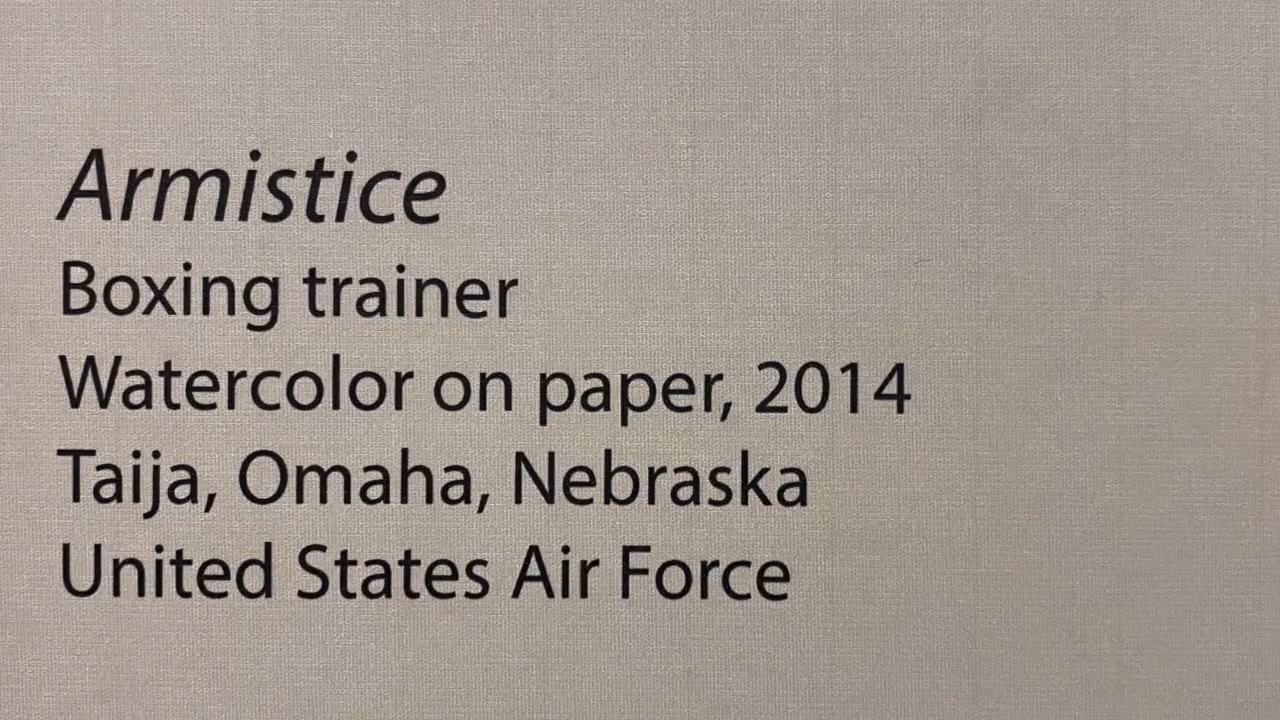 Armistice
Boxing trainer
Watercolor on paper, 2014
Taija, Omaha, Nebraska
United States Air Force